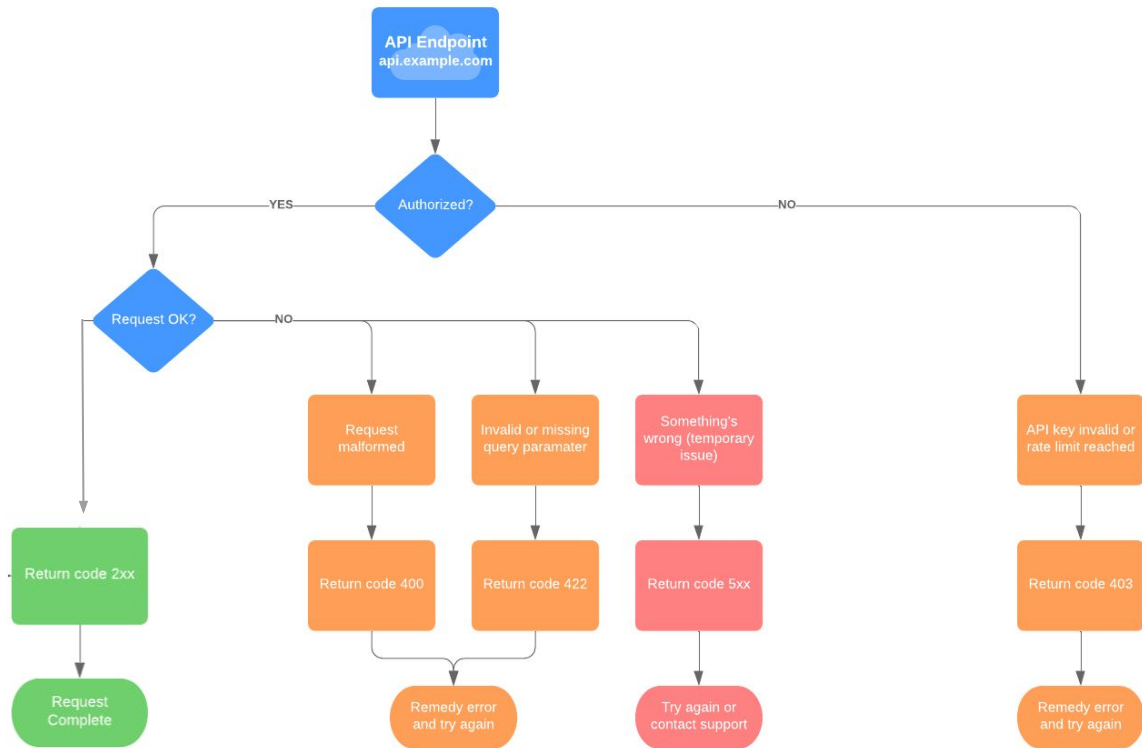 API Endpoint
api.example.com
Authorized?
YES
NO
Request OK?
NO
Request
malformed
Invalid or missing
query paramater
Something's
wrong (temporary
issue)
API key invalid or
rate limit reached
Return code 2xx
Return code 400
Return code 422
Return code 5xx
Return code 403
Request
Complete
Remedy error
and try again
Try again or
contact support
Remedy error
and try again